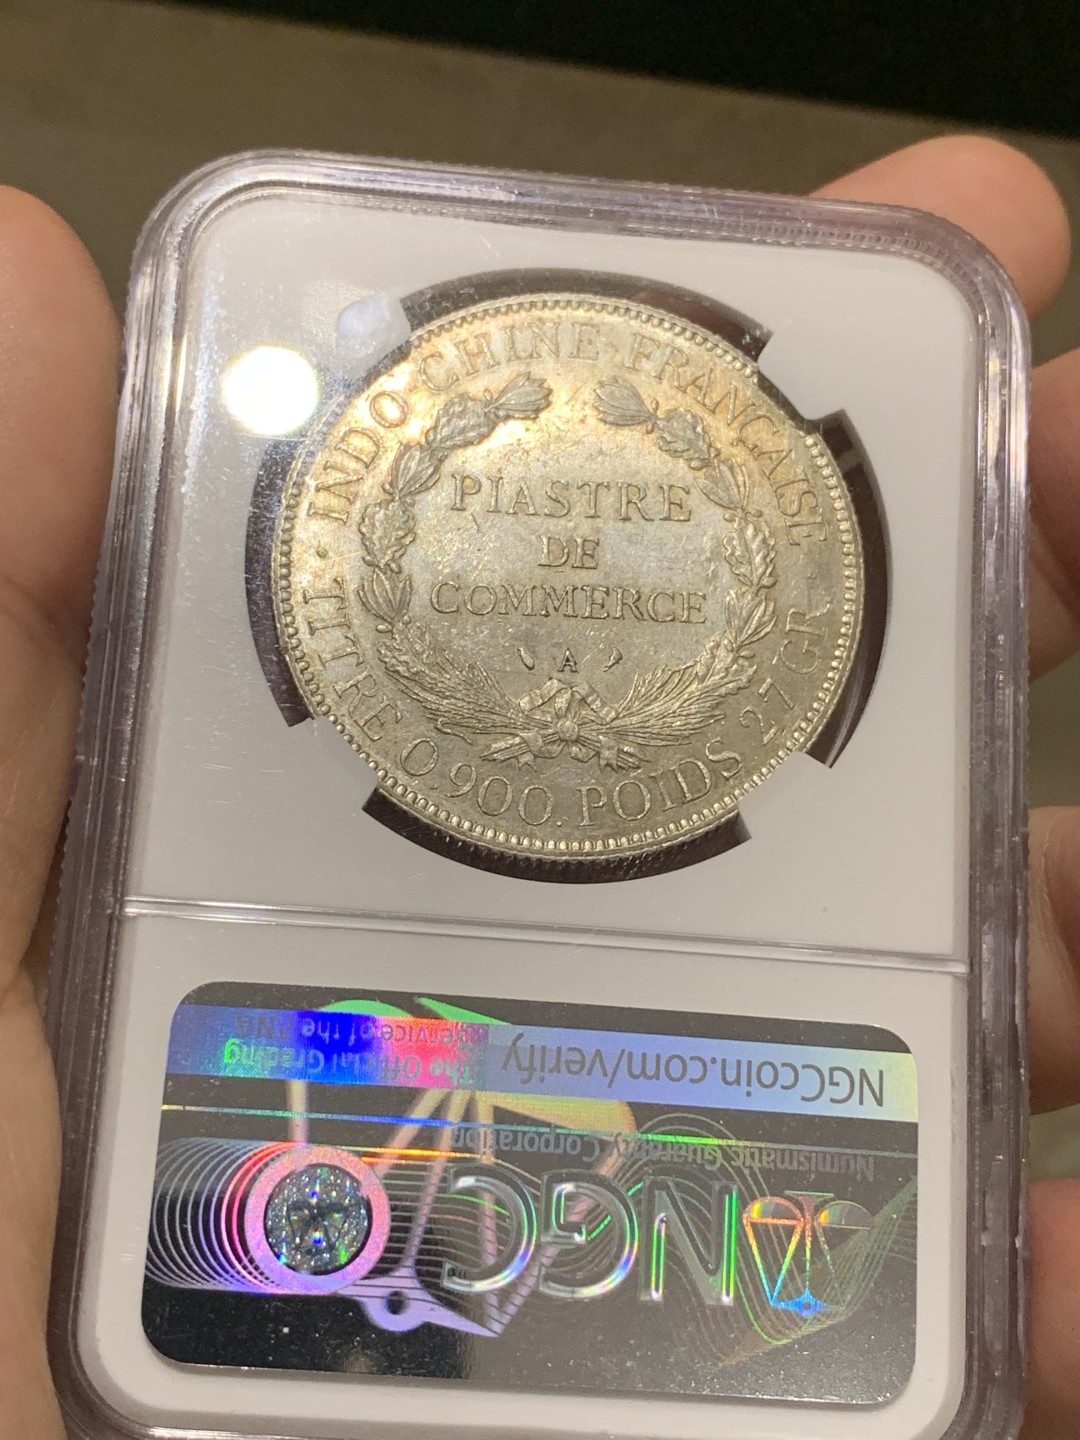 INDO-CHINE FRANÇAISE
PIASTRE
DE
COMMERCE
A
TITRE 0.900. POIDS 27 GR.
NGC
Numismatic Guaranty Corporation
NGCcoin.com/verify
The Official Grading
Service of the ANA